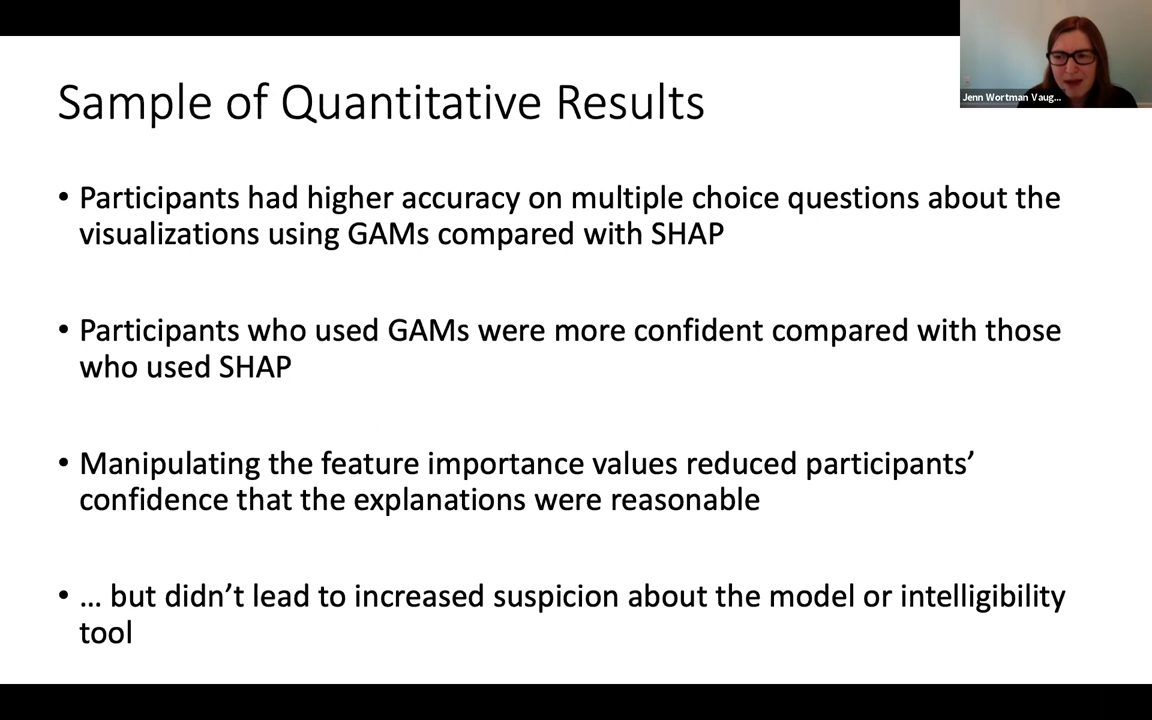 Sample of Quantitative Results
Jenn Wortman Vaug...
• Participants had higher accuracy on multiple choice questions about the
visualizations using GAMs compared with SHAP
• Participants who used GAMs were more confident compared with those
who used SHAP
• Manipulating the feature importance values reduced participants’
confidence that the explanations were reasonable
• … but didn’t lead to increased suspicion about the model or intelligibility
tool